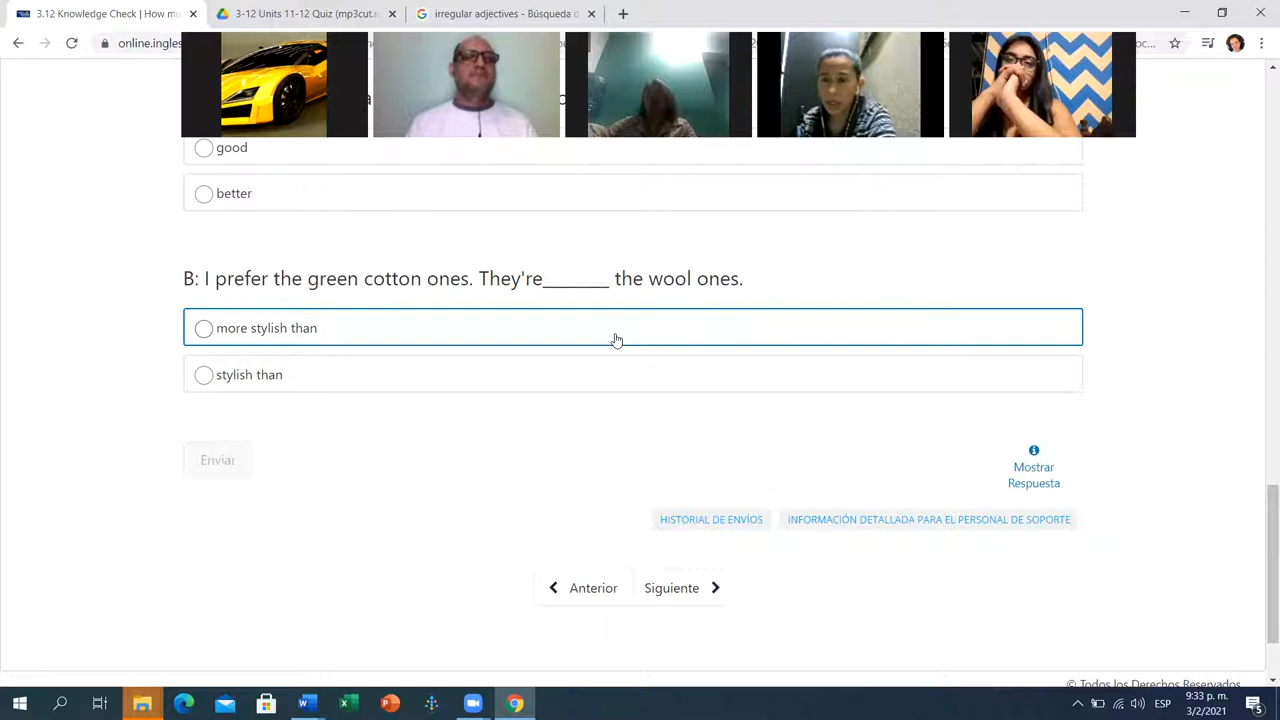 3.12 Knowledge Check | How mu
3-12 Units 11-12 Quiz (mp3cut.n
irregular adjectives - Búsqueda d
online.ingles
good
better
B: I prefer the green cotton ones. They're_______ the wool ones.
more stylish than
stylish than
Enviar
Mostrar
Respuesta
HISTORIAL DE ENVÍOS
INFORMACIÓN DETALLADA PARA EL PERSONAL DE SOPORTE
Anterior
Siguiente
© Todos los Derechos Reservados
ESP
9:33 p. m.
3/2/2021